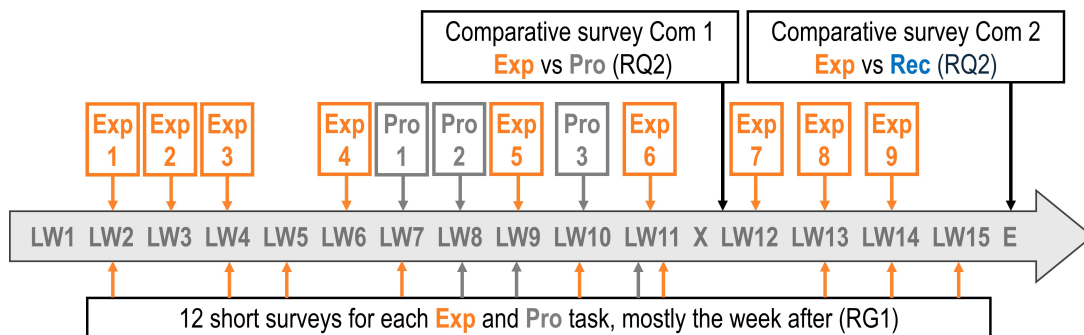 Comparative survey Com 1
Exp vs Pro (RQ2)
Comparative survey Com 2
Exp vs Rec (RQ2)
Exp
1
Exp
2
Exp
3
Exp
4
Pro
1
Pro
2
Exp
5
Pro
3
Exp
6
Exp
7
Exp
8
Exp
9
LW1 LW2 LW3 LW4 LW5 LW6 LW7 LW8 LW9 LW10 LW11 X LW12 LW13 LW14 LW15 E
12 short surveys for each Exp and Pro task, mostly the week after (RG1)